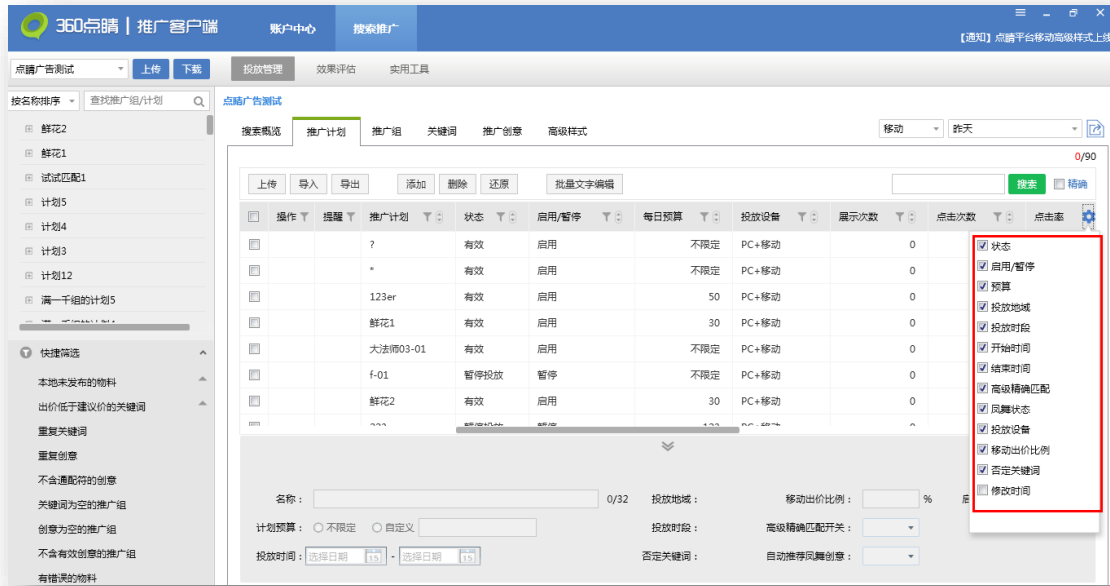 360点睛 | 推广客户端 账户中心 搜索推广
【通知】点睛平台移动高级样式上线
点睛广告测试 上传 下载 投放管理 效果评估 实用工具
按名称排序 查找推广组/计划 点睛广告测试
鲜花2
鲜花1
试试匹配1
计划5
计划4
计划3
计划12
满一千组的计划5
快捷筛选
本地未发布的物料
出价低于建议价的关键词
重复关键词
重复创意
不含通配符的创意
关键词为空的推广组
创意为空的推广组
不含有效创意的推广组
有错误的物料
搜索概览 推广计划 推广组 关键词 推广创意 高级样式 移动 昨天
0/90
上传 导入 导出 添加 删除 还原 批量文字编辑 搜索 精确
操作 提醒 推广计划 状态 启用/暂停 每日预算 投放设备 展示次数 点击次数 点击率
? 有效 启用 不限定 PC+移动 0
* 有效 启用 不限定 PC+移动 0
123er 有效 启用 50 PC+移动 0
鲜花1 有效 启用 30 PC+移动 0
大法师03-01 有效 启用 不限定 PC+移动 0
f-01 暂停投放 暂停 不限定 PC+移动 0
鲜花2 有效 启用 30 PC+移动 0
状态
启用/暂停
预算
投放地域
投放时段
开始时间
结束时间
高级精确匹配
凤舞状态
投放设备
移动出价比例
否定关键词
修改时间
名称： 0/32 投放地域： 移动出价比例： %
计划预算： 不限定 自定义 投放时段： 高级精确匹配开关：
投放时间： 选择日期 15 - 选择日期 15 否定关键词： 自动推荐凤舞创意：